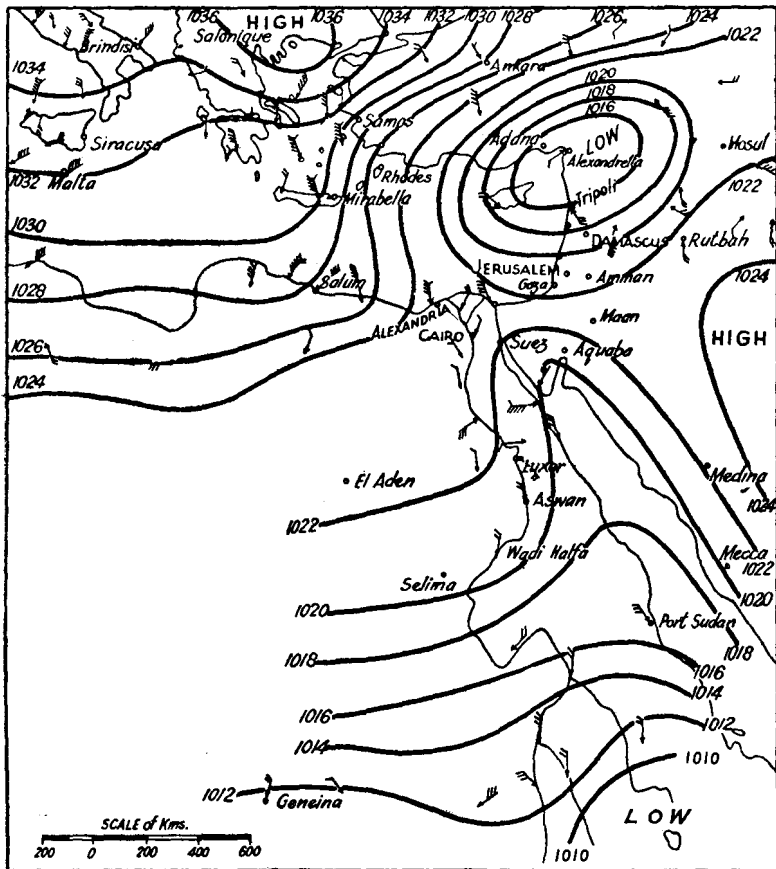 1036
HIGH
1036
1034
1032
1030
1028
1026
1024
1022
Brindisi
Salonique
1034
Ankara
1020
1018
1016
Samos
LOW
Siracusa
Addna
Alexandrella
Mosul
1032 Malta
Rhodes
Mirabella
Tripoli
1022
1030
DAMASCUS
Rutbah
JERUSALEM
Gaza
Amman
1024
1028
Salum
ALEXANDRIA
CAIRO
Maan
HIGH
1026
Suez
Aquaba
1024
El Aden
Luxor
Medina
Aswan
1024
1022
Wadi Halfa
Mecca
1022
Selima
1020
1020
Port Sudan
1018
1018
1016
1016
1014
1014
1012
1010
1012
Geneina
LOW
SCALE of Kms.
200 0 200 400 600
1010